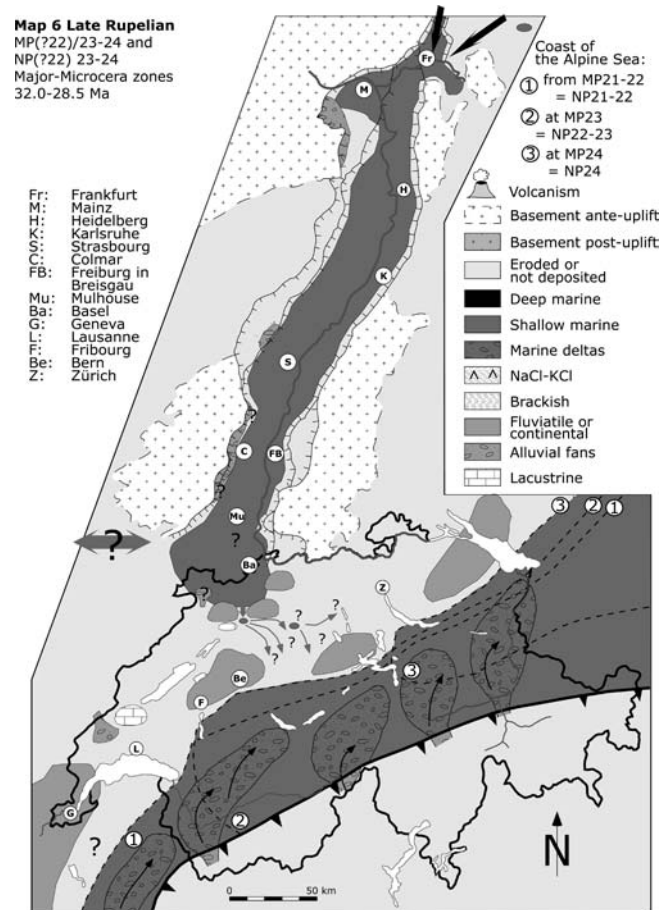 Map 6 Late Rupelian
MP(?22)/23-24 and
NP(?22) 23-24
Major-Microcera zones
32.0-28.5 Ma
Fr: Frankfurt
M: Mainz
H: Heidelberg
K: Karlsruhe
S: Strasbourg
C: Colmar
FB: Freiburg in
Breisgau
Mu: Mulhouse
Ba: Basel
G: Geneva
L: Lausanne
F: Fribourg
Be: Bern
Z: Zürich
Coast of
the Alpine Sea:
1 from MP21-22
= NP21-22
2 at MP23
= NP22-23
3 at MP24
= NP24
Volcanism
Basement ante-uplift
Basement post-uplift
Eroded or
not deposited
Deep marine
Shallow marine
Marine deltas
NaCl-KCl
Brackish
Fluviatile or
continental
Alluvial fans
Lacustrine
Fr
M
H
K
S
?
C
FB
?
Mu
?
?
Ba
3 2 1
?
Z
?
?
?
?
?
Be
3
F
L
G
2
1
?
N
0 50 km